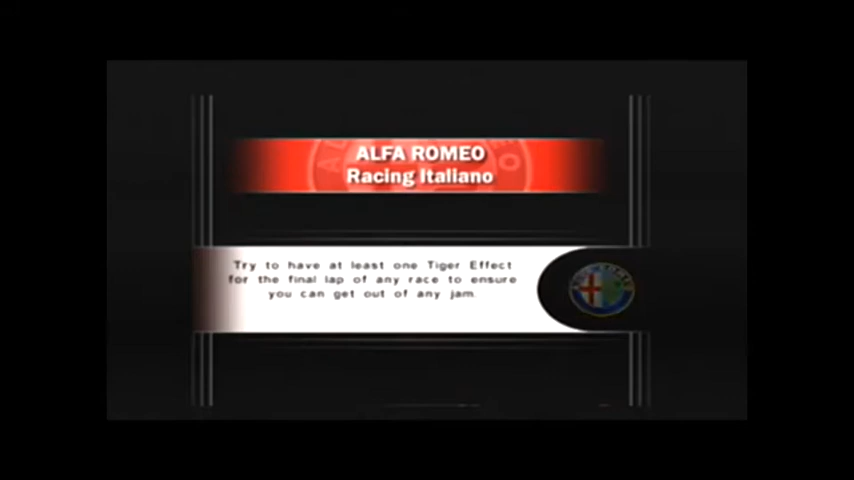 ALFA ROMEO
Racing Italiano
Try to have at least one Tiger Effect
for the final lap of any race to ensure
you can get out of any jam.